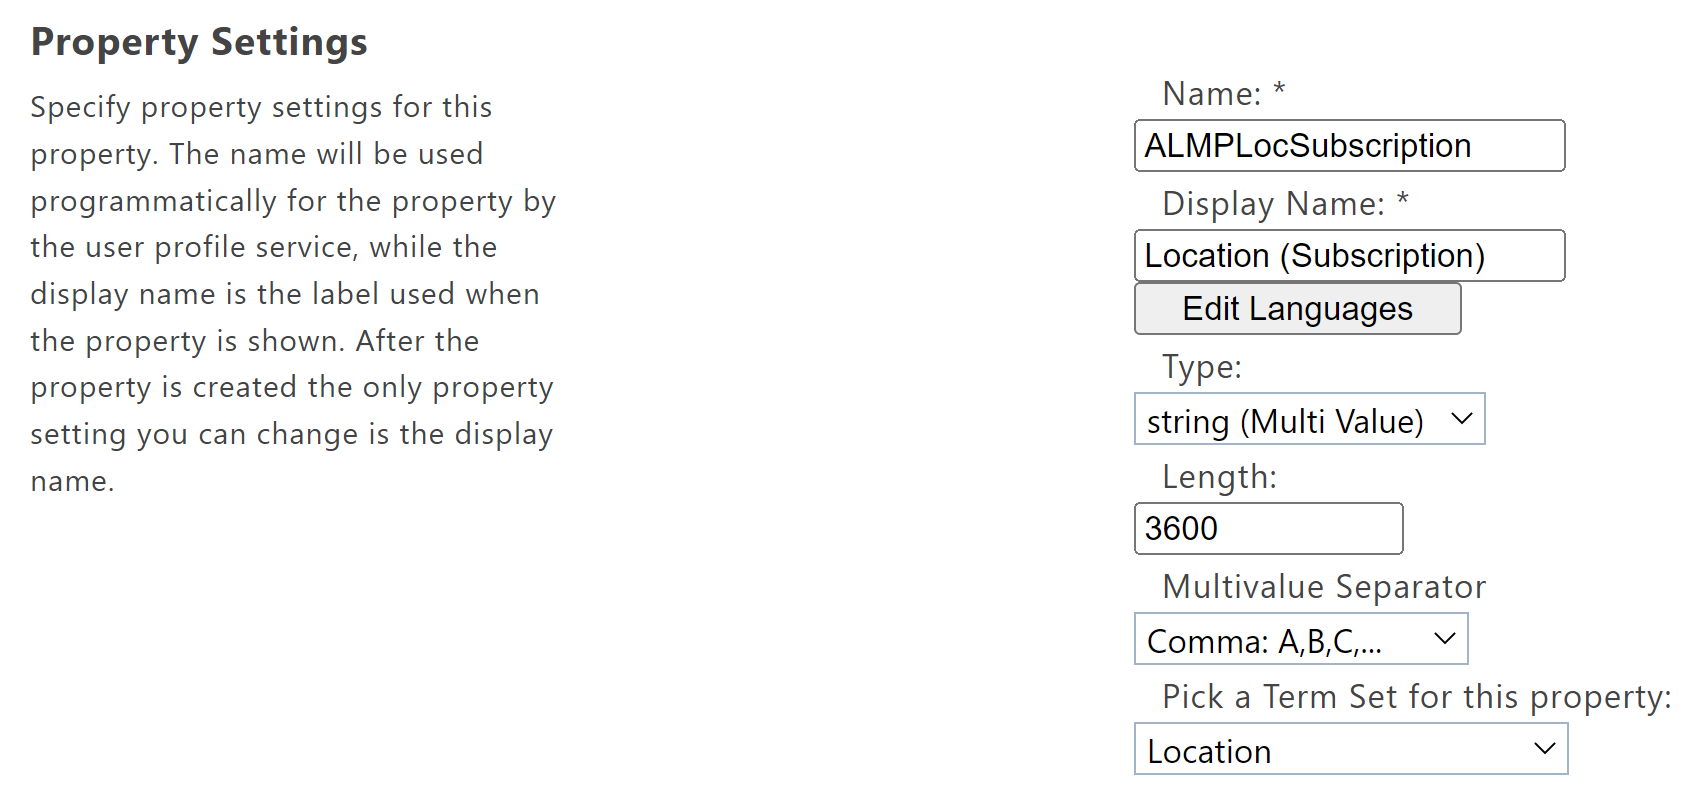 Property Settings
Specify property settings for this
property. The name will be used
programmatically for the property by
the user profile service, while the
display name is the label used when
the property is shown. After the
property is created the only property
setting you can change is the display
name.
Name: *
ALMPLocSubscription
Display Name: *
Location (Subscription)
Edit Languages
Type:
string (Multi Value)
Length:
3600
Multivalue Separator
Comma: A,B,C,...
Pick a Term Set for this property:
Location